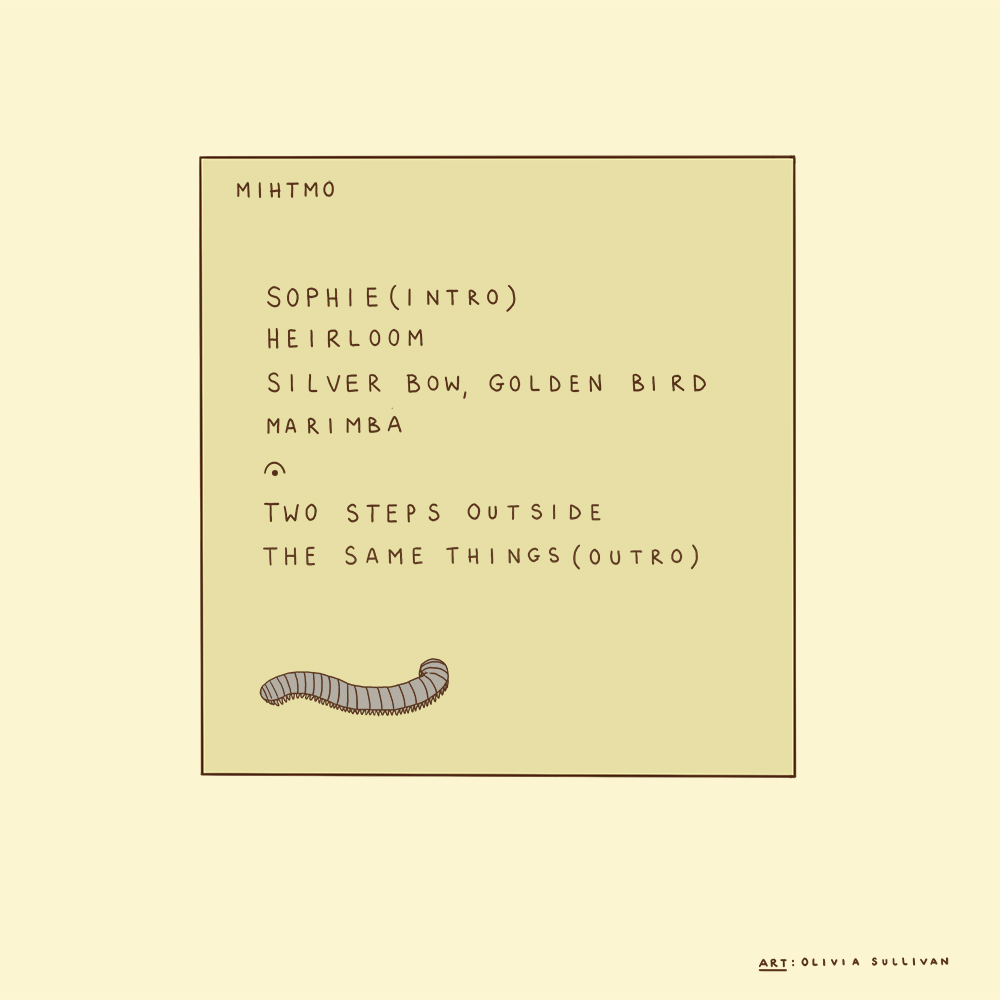 MIHTMO
SOPHIE (INTRO)
HEIRLOOM
SILVER BOW, GOLDEN BIRD
MARIMBA
𝄐
TWO STEPS OUTSIDE
THE SAME THINGS (OUTRO)
ART: OLIVIA SULLIVAN